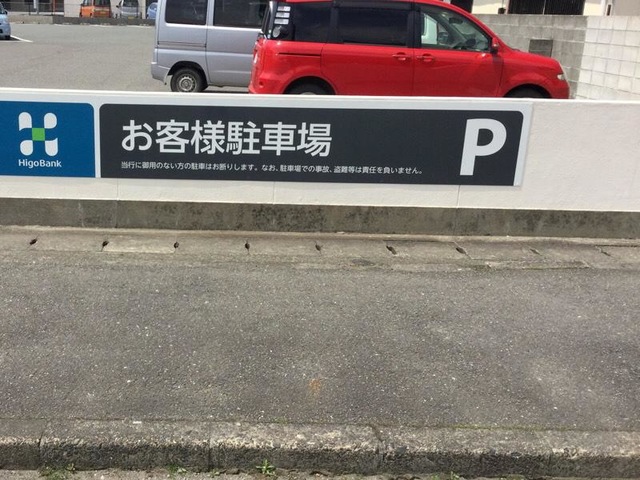 お客様駐車場 P
当行に御用のない方の駐車はお断りします。なお、駐車場での事故、盗難等は責任を負いません。
HigoBank